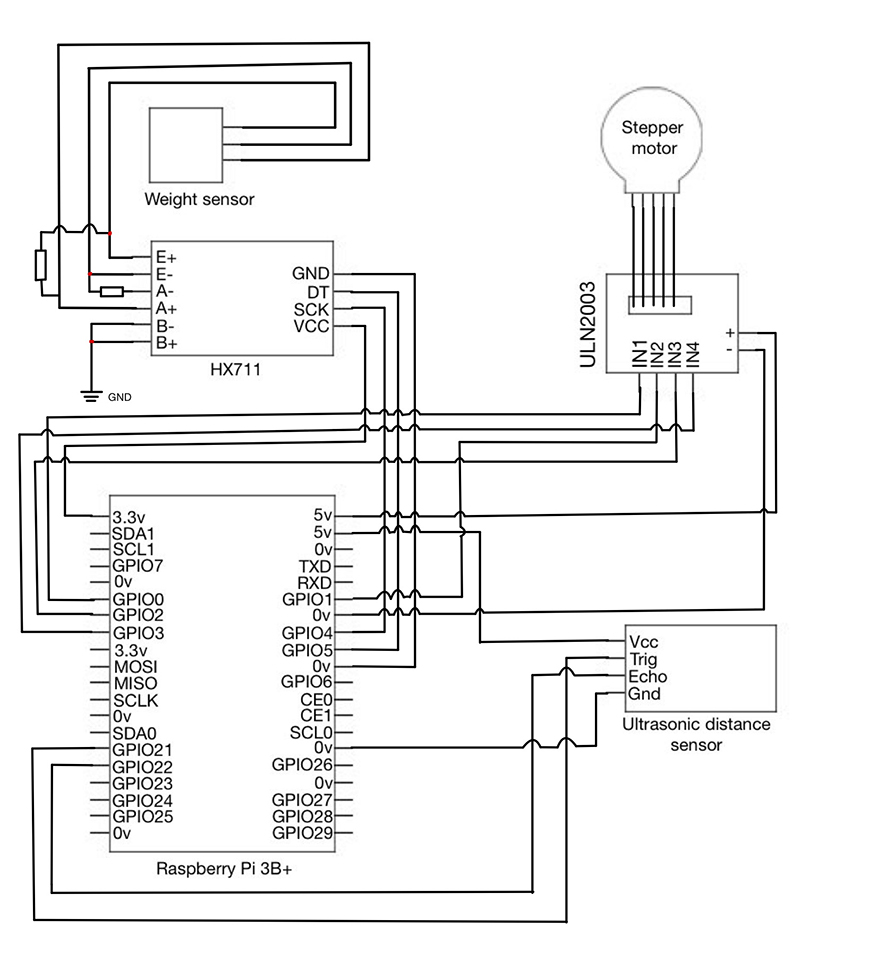 Stepper
motor
Weight sensor
E+
E-
A-
A+
B-
B+
GND
DT
SCK
VCC
HX711
GND
ULN2003
IN1
IN2
IN3
IN4
+
-
3.3v
SDA1
SCL1
GPIO7
0v
GPIO0
GPIO2
GPIO3
3.3v
MOSI
MISO
SCLK
0v
SDA0
GPIO21
GPIO22
GPIO23
GPIO24
GPIO25
0v
5v
5v
0v
TXD
RXD
GPIO1
0v
GPIO4
GPIO5
0v
GPIO6
CE0
CE1
SCL0
0v
GPIO26
0v
GPIO27
GPIO28
GPIO29
Raspberry Pi 3B+
Vcc
Trig
Echo
Gnd
Ultrasonic distance
sensor